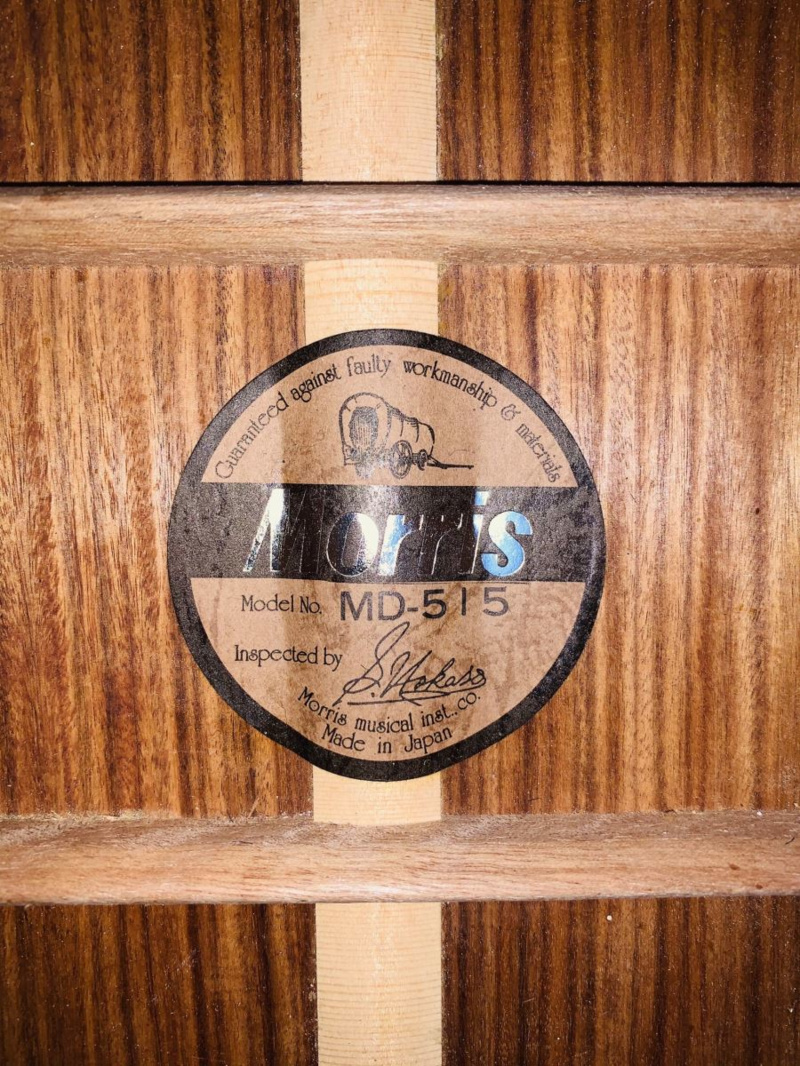 Guaranteed against faulty workmanship & materials
Morris
Model No. MD-515
Inspected by
Morris musical inst. co.
Made in Japan